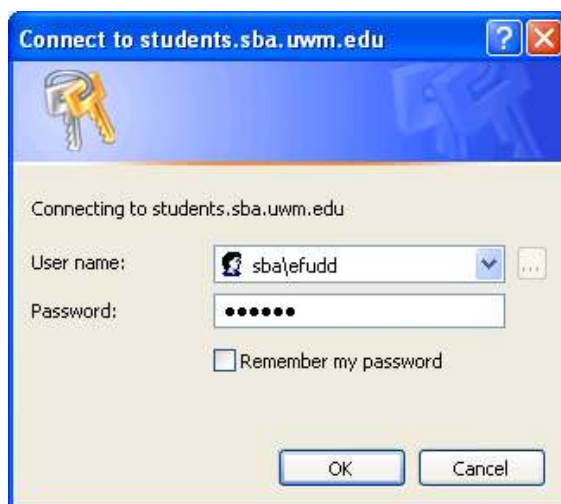 Connect to students.sba.uwm.edu ?
Connecting to students.sba.uwm.edu
User name: sba\efudd ...
Password: ••••••
Remember my password
OK Cancel